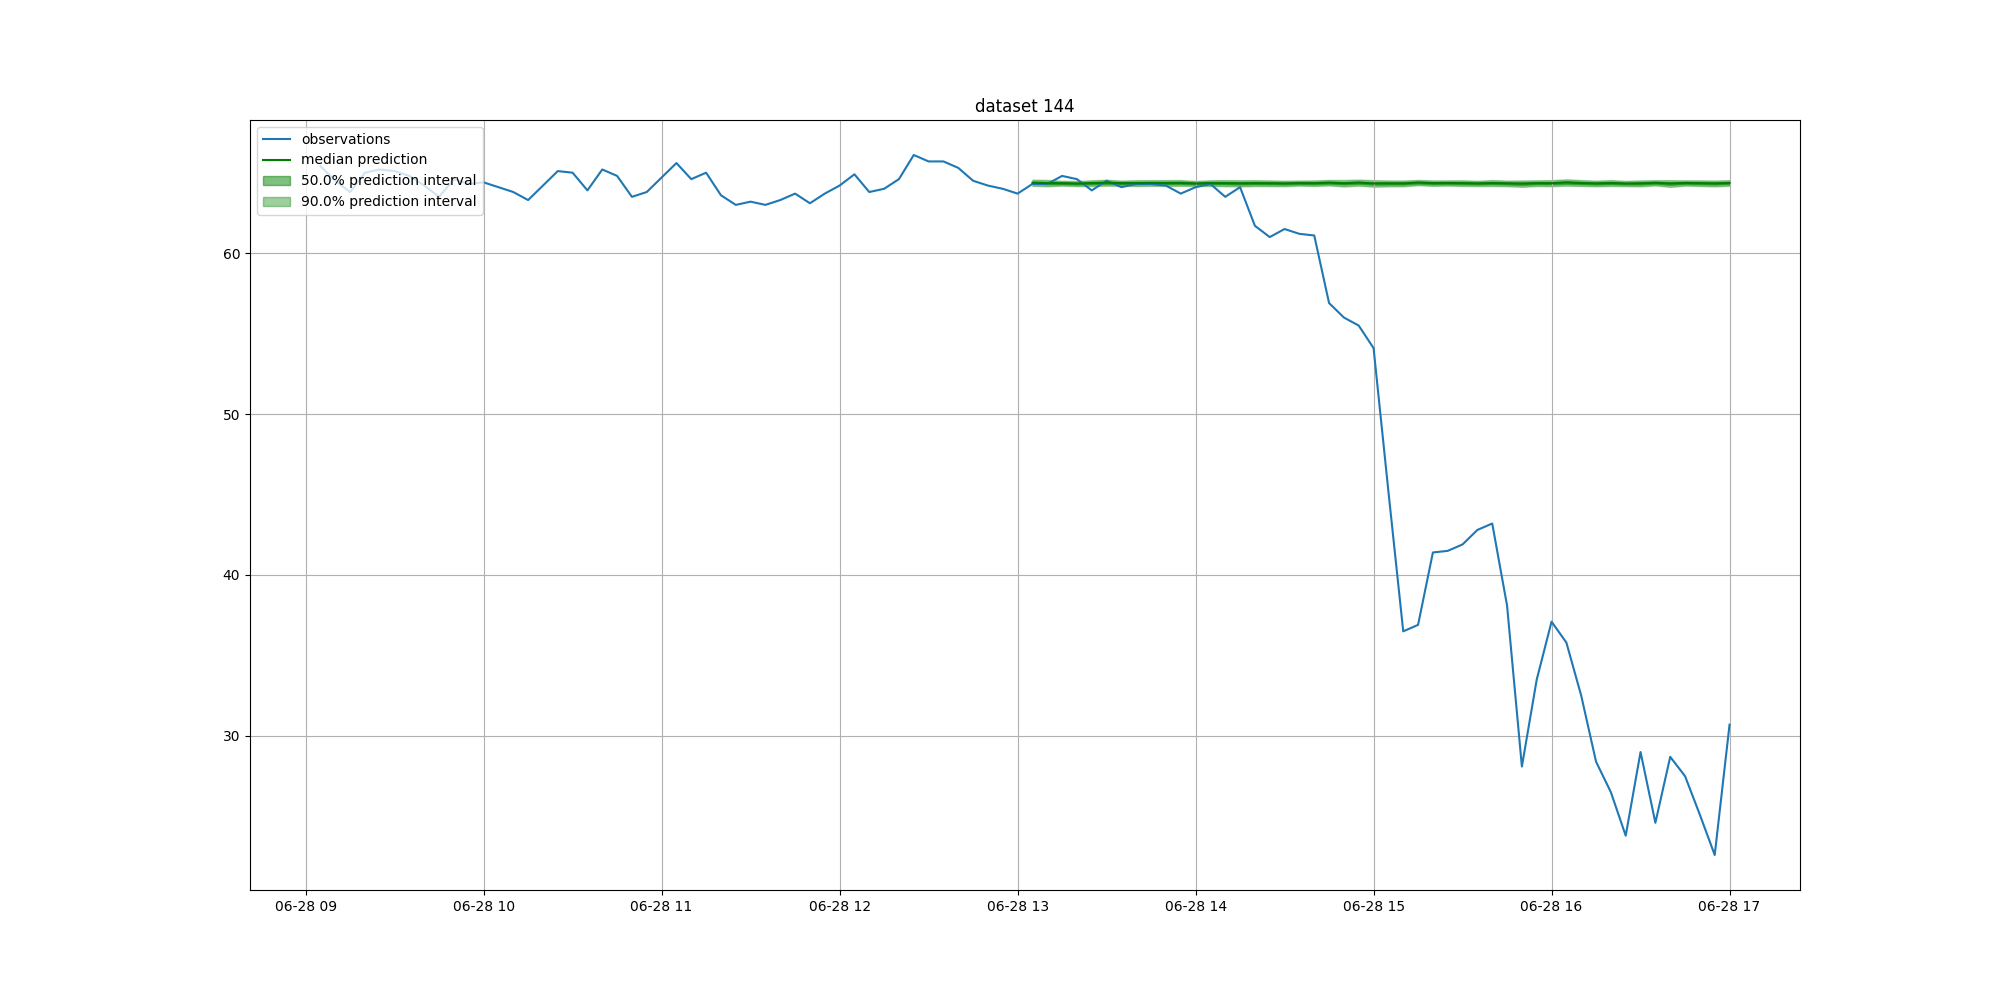 dataset 144
observations
median prediction
50.0% prediction interval
90.0% prediction interval
60
50
40
30
06-28 09 06-28 10 06-28 11 06-28 12 06-28 13 06-28 14 06-28 15 06-28 16 06-28 17